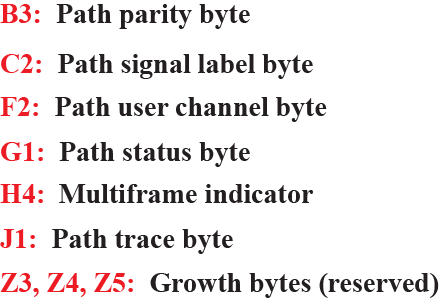 B3: Path parity byte
C2: Path signal label byte
F2: Path user channel byte
G1: Path status byte
H4: Multiframe indicator
J1: Path trace byte
Z3, Z4, Z5: Growth bytes (reserved)